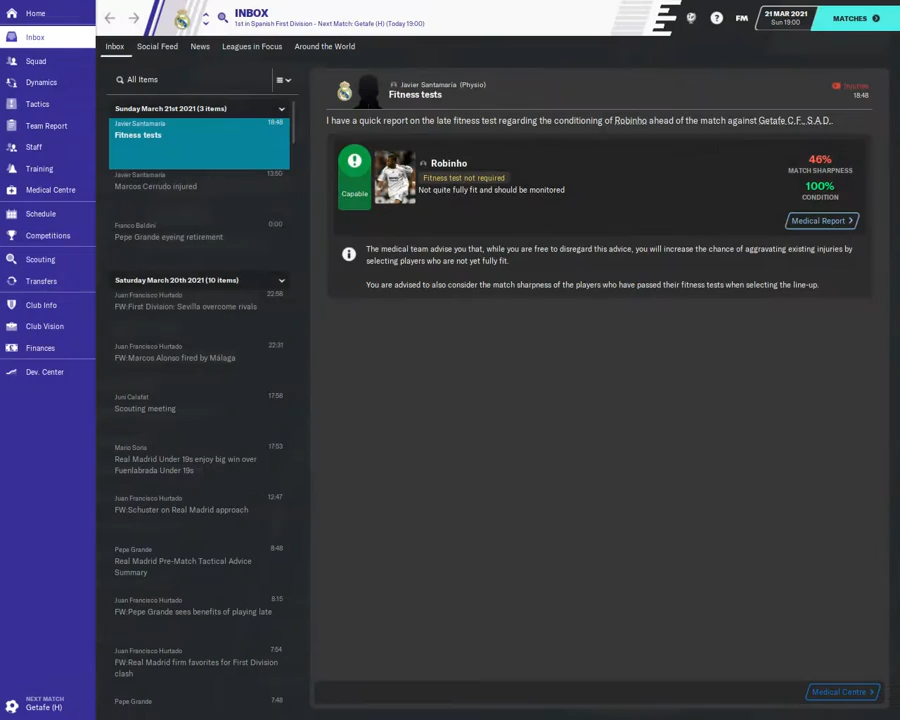 Home
Inbox
Squad
Dynamics
Tactics
Team Report
Staff
Training
Medical Centre
Schedule
Competitions
Scouting
Transfers
Club Info
Club Vision
Finances
Dev. Center
NEXT MATCH
Getafe (H)
INBOX
1st in Spanish First Division - Next Match: Getafe (H) (Today 19:00)
?
FM
21 MAR 2021
Sun 19:00
MATCHES
Inbox
Social Feed
News
Leagues in Focus
Around the World
All Items
Sunday March 21st 2021 (3 items)
Javier Santamaría
18:48
Fitness tests
Javier Santamaría
13:50
Marcos Cerrudo injured
Franco Baldini
0:00
Pepe Grande eyeing retirement
Saturday March 20th 2021 (10 items)
Juan Francisco Hurtado
22:58
FW:First Division: Sevilla overcome rivals
Juan Francisco Hurtado
22:31
FW:Marcos Alonso fired by Málaga
Juni Calafat
17:58
Scouting meeting
Mario Soria
17:53
Real Madrid Under 19s enjoy big win over
Fuenlabrada Under 19s
Juan Francisco Hurtado
12:47
FW:Schuster on Real Madrid approach
Pepe Grande
8:48
Real Madrid Pre-Match Tactical Advice
Summary
Juan Francisco Hurtado
8:15
FW:Pepe Grande sees benefits of playing late
Juan Francisco Hurtado
7:54
FW:Real Madrid firm favorites for First Division
clash
Pepe Grande
7:48
Javier Santamaría (Physio)
Fitness tests
18:48
I have a quick report on the late fitness test regarding the conditioning of Robinho ahead of the match against Getafe C.F., S.A.D..
Capable
Robinho
Fitness test not required
Not quite fully fit and should be monitored
46%
MATCH SHARPNESS
100%
CONDITION
Medical Report
The medical team advise you that, while you are free to disregard this advice, you will increase the chance of aggravating existing injuries by
selecting players who are not yet fully fit.
You are advised to also consider the match sharpness of the players who have passed their fitness tests when selecting the line-up.
Medical Centre